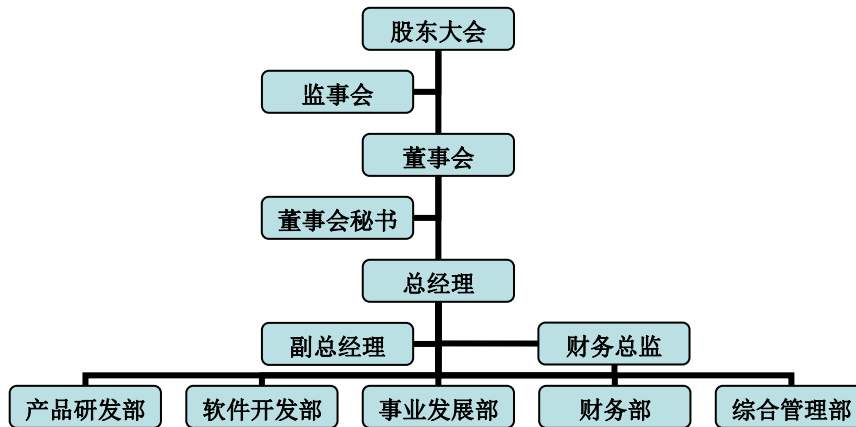 股东大会
监事会
董事会
董事会秘书
总经理
副总经理
财务总监
产品研发部
软件开发部
事业发展部
财务部
综合管理部